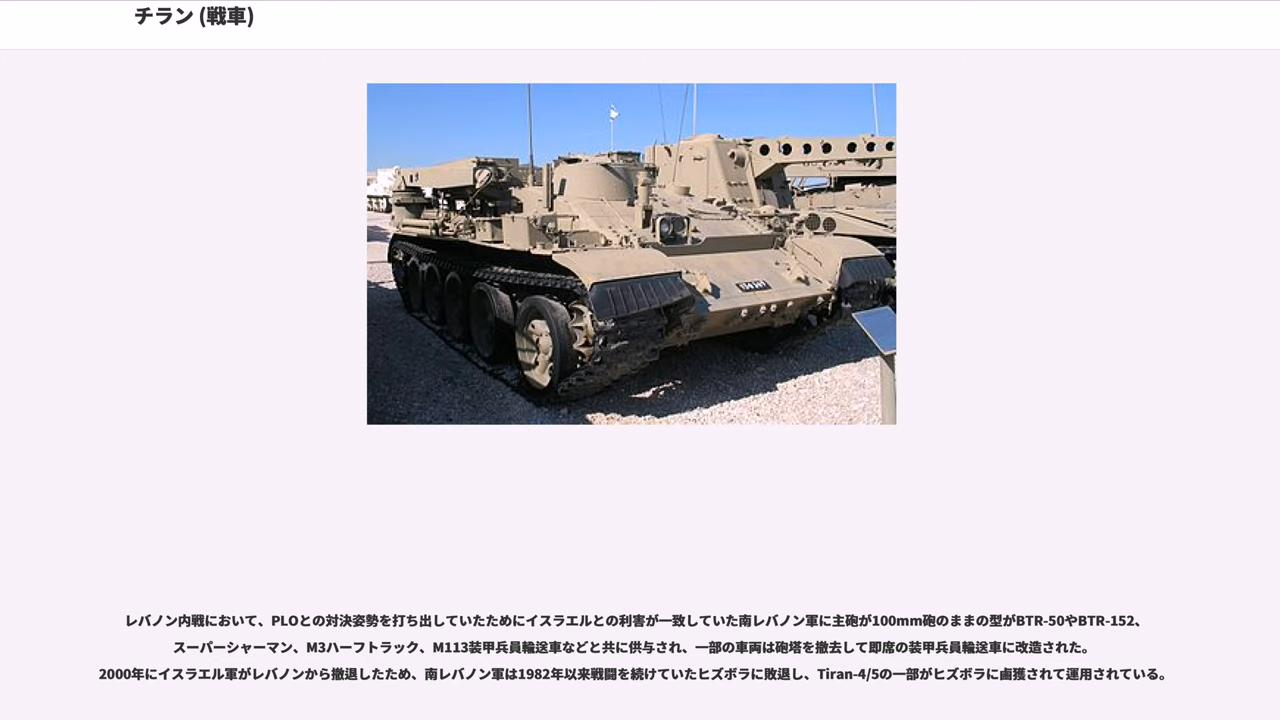 チラン (戦車)
レバノン内戦において、PLOとの対決姿勢を打ち出していたためにイスラエルとの利害が一致していた南レバノン軍に主砲が100mm砲のままの型がBTR-50やBTR-152、
スーパーシャーマン、M3ハーフトラック、M113装甲兵員輸送車などと共に供与され、一部の車両は砲塔を撤去して即席の装甲兵員輸送車に改造された。
2000年にイスラエル軍がレバノンから撤退したため、南レバノン軍は1982年以来戦闘を続けていたヒズボラに敗退し、Tiran-4/5の一部がヒズボラに鹵獲されて運用されている。